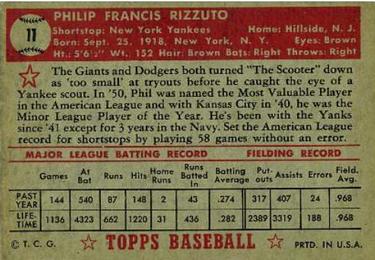 11
PHILIP FRANCIS RIZZUTO
Shortstop: New York Yankees Home: Hillside, N. J.
Born: Sept. 25, 1918, New York, N. Y. Eyes: Brown
Ht.: 5'6½" Wt. 152 Hair: Brown Bats: Right Throws: Right
The Giants and Dodgers both turned "The Scooter" down
as 'too small' at tryouts before he caught the eye of a
Yankee scout. In '50, Phil was named the Most Valuable Player
in the American League and with Kansas City in '40, he was the
Minor League Player of the Year. He's been with the Yanks
since '41 except for 3 years in the Navy. Set the American League
record for shortstops by playing 58 games without an error.
MAJOR LEAGUE BATTING RECORD FIELDING RECORD
Games At Bat Runs Hits Home Runs Runs Batted In Batting Average Put-outs Assists Errors Field. Av.
PAST YEAR 144 540 87 148 2 43 .274 317 407 24 .968
LIFE-TIME 1136 4323 662 1220 31 436 .282 2389 3319 188 .968
© T. C. G. TOPPS BASEBALL PRTD. IN U.S.A.